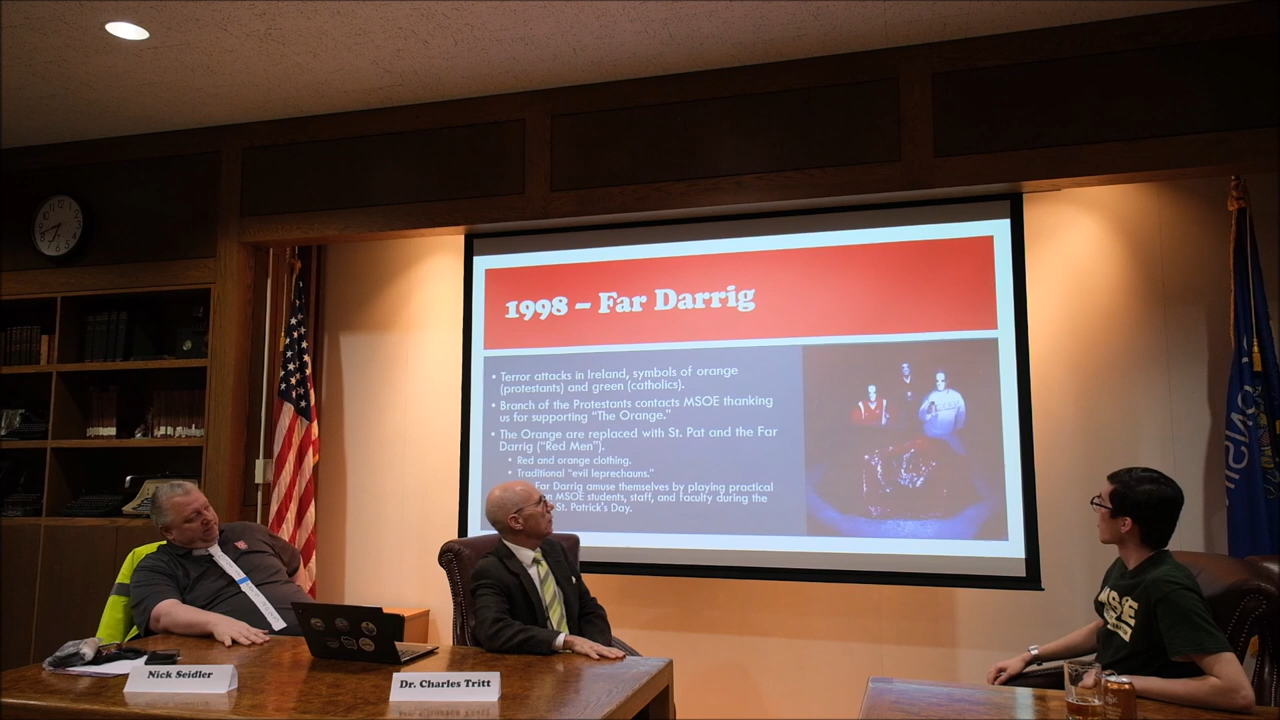 1998 – Far Darrig
• Terror attacks in Ireland, symbols of orange
(protestants) and green (catholics).
• Branch of the Protestants contacts MSOE thanking
us for supporting “The Orange.”
• The Orange are replaced with St. Pat and the Far
Darrig (“Red Men”).
• Red and orange clothing.
• Traditional “evil leprechauns.”
Far Darrig amuse themselves by playing practical
on MSOE students, staff, and faculty during the
St. Patrick's Day.
Nick Seidler
Dr. Charles Tritt
MSOE